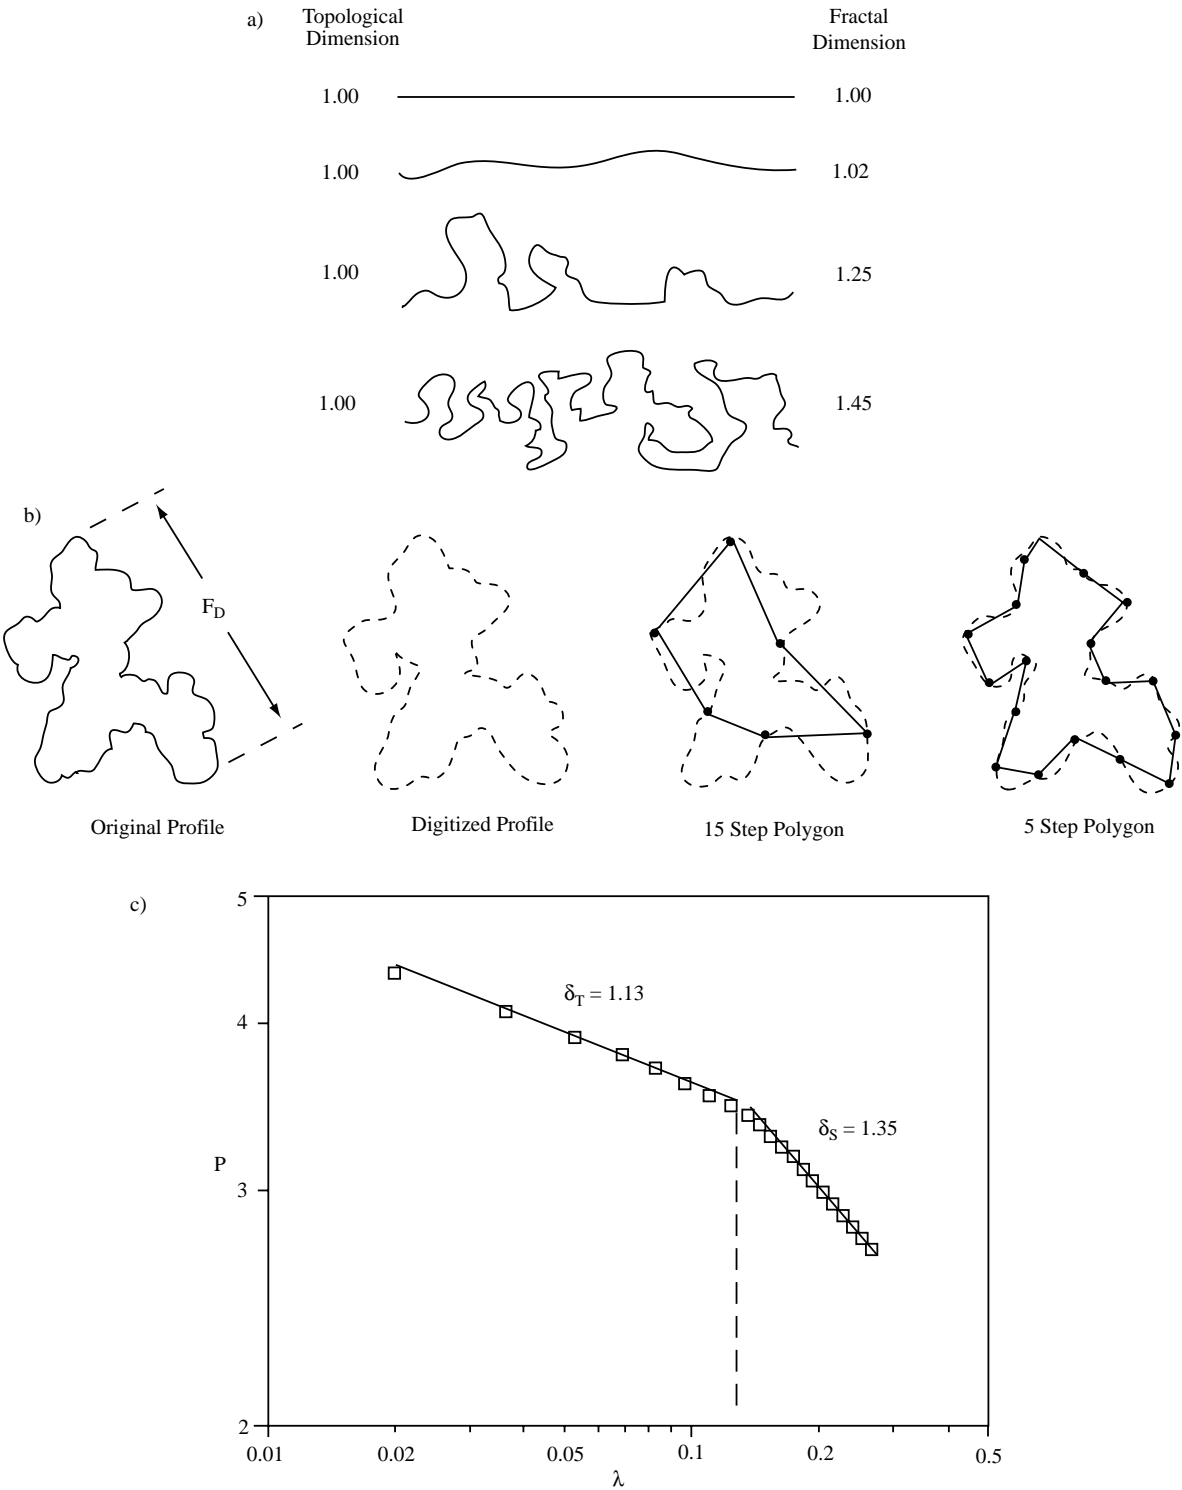 a)
Topological
Dimension
Fractal
Dimension
1.00
1.00
1.00
1.02
1.00
1.25
1.00
1.45
b)
F_D
Original Profile
Digitized Profile
15 Step Polygon
5 Step Polygon
c)
5
4
3
2
P
δ_T = 1.13
δ_S = 1.35
0.01
0.02
0.05
0.1
0.2
0.5
λ